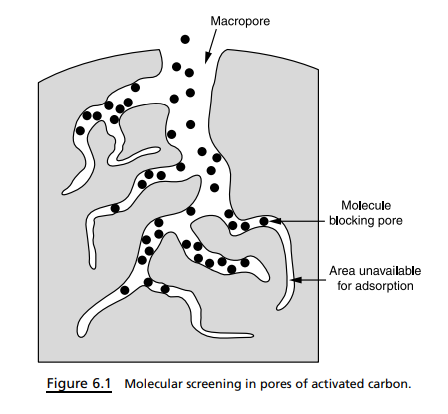 Macropore
Molecule
blocking pore
Area unavailable
for adsorption
Figure 6.1 Molecular screening in pores of activated carbon.